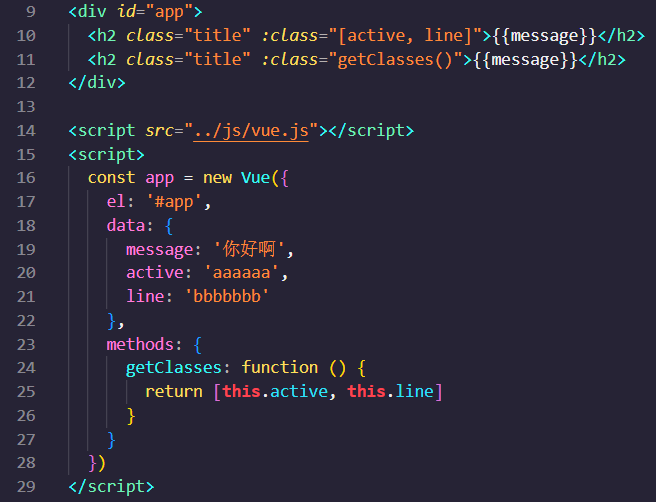 9 <div id="app">
10 <h2 class="title" :class="[active, line]">{{message}}</h2>
11 <h2 class="title" :class="getClasses()">{{message}}</h2>
12 </div>
13
14 <script src="../js/vue.js"></script>
15 <script>
16 const app = new Vue({
17 el: '#app',
18 data: {
19 message: '你好啊',
20 active: 'aaaaaa',
21 line: 'bbbbbbb'
22 },
23 methods: {
24 getClasses: function () {
25 return [this.active, this.line]
26 }
27 }
28 })
29 </script>